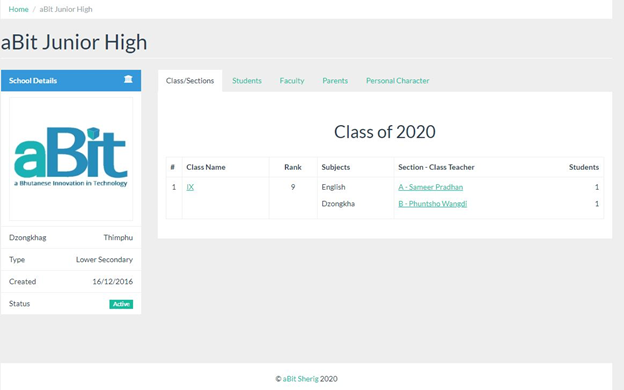 Home / aBit Junior High
aBit Junior High
School Details
aBit
a Bhutanese Innovation in Technology
Dzongkhag Thimphu
Type Lower Secondary
Created 16/12/2016
Status Active
Class/Sections Students Faculty Parents Personal Character
Class of 2020
# Class Name Rank Subjects Section - Class Teacher Students
1 IX 9 English A - Sameer Pradhan 1
Dzongkha B - Phuntsho Wangdi 1
© aBit Sherig 2020